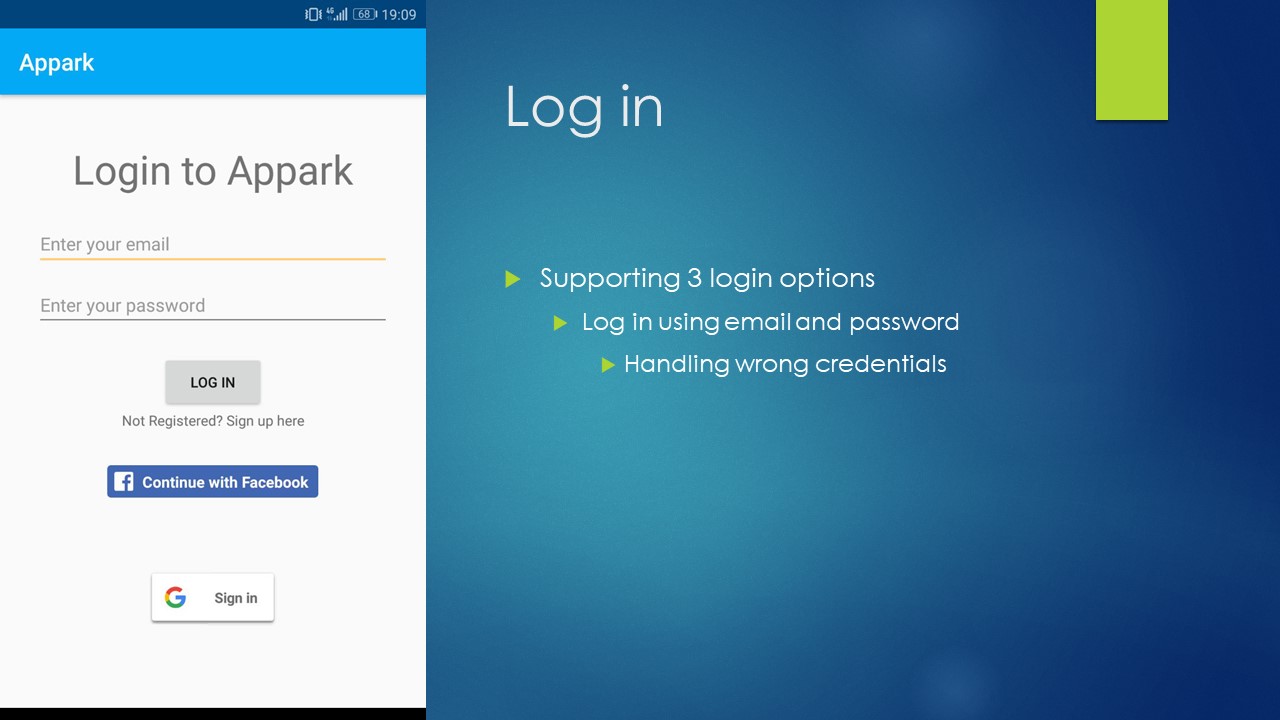 4G 68 19:09
Appark
Login to Appark
Enter your email
Enter your password
LOG IN
Not Registered? Sign up here
Continue with Facebook
G Sign in
Log in
Supporting 3 login options
Log in using email and password
Handling wrong credentials